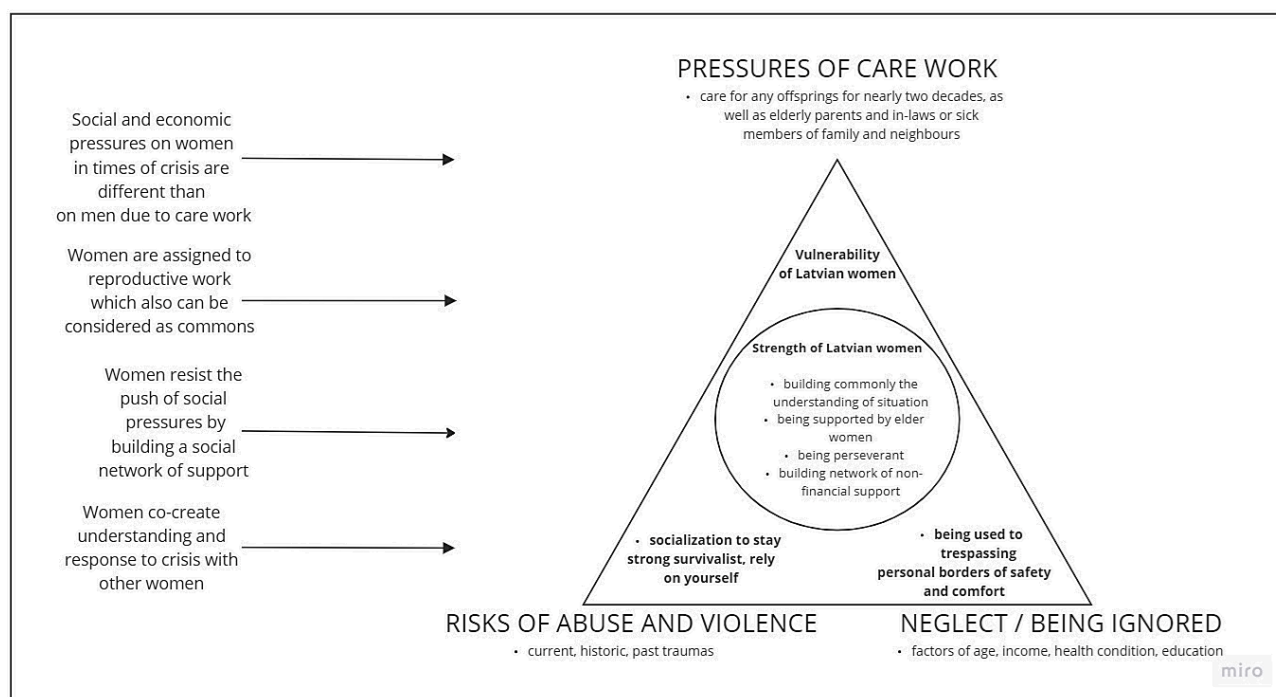 Social and economic
pressures on women
in times of crisis are
different than
on men due to care work
Women are assigned to
reproductive work
which also can be
considered as commons
Women resist the
push of social
pressures by
building a social
network of support
Women co-create
understanding and
response to crisis with
other women
PRESSURES OF CARE WORK
• care for any offsprings for nearly two decades, as
well as elderly parents and in-laws or sick
members of family and neighbours
Vulnerability
of Latvian women
Strength of Latvian women
• building commonly the
understanding of situation
• being supported by elder
women
• being perseverant
• building network of non-
financial support
• socialization to stay
strong survivalist, rely
on yourself
• being used to
trespassing
personal borders of safety
and comfort
RISKS OF ABUSE AND VIOLENCE
• current, historic, past traumas
NEGLECT / BEING IGNORED
• factors of age, income, health condition, education
miro